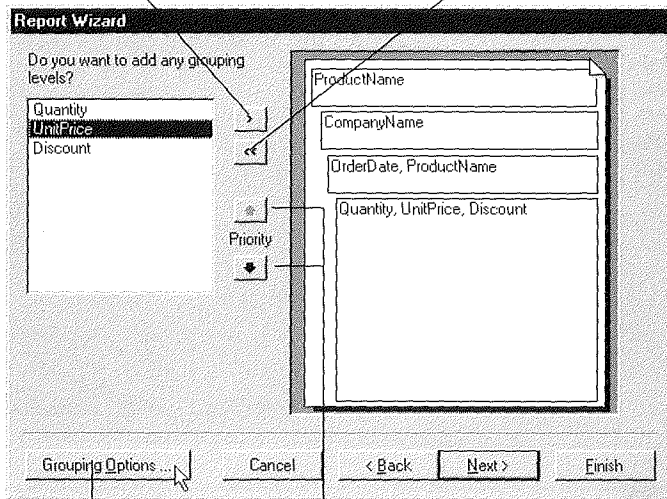 Report Wizard
Do you want to add any grouping
levels?
Quantity
UnitPrice
Discount
>
<<
Priority
ProductName
CompanyName
OrderDate, ProductName
Quantity, UnitPrice, Discount
Grouping Options ...
Cancel
< Back
Next >
Finish